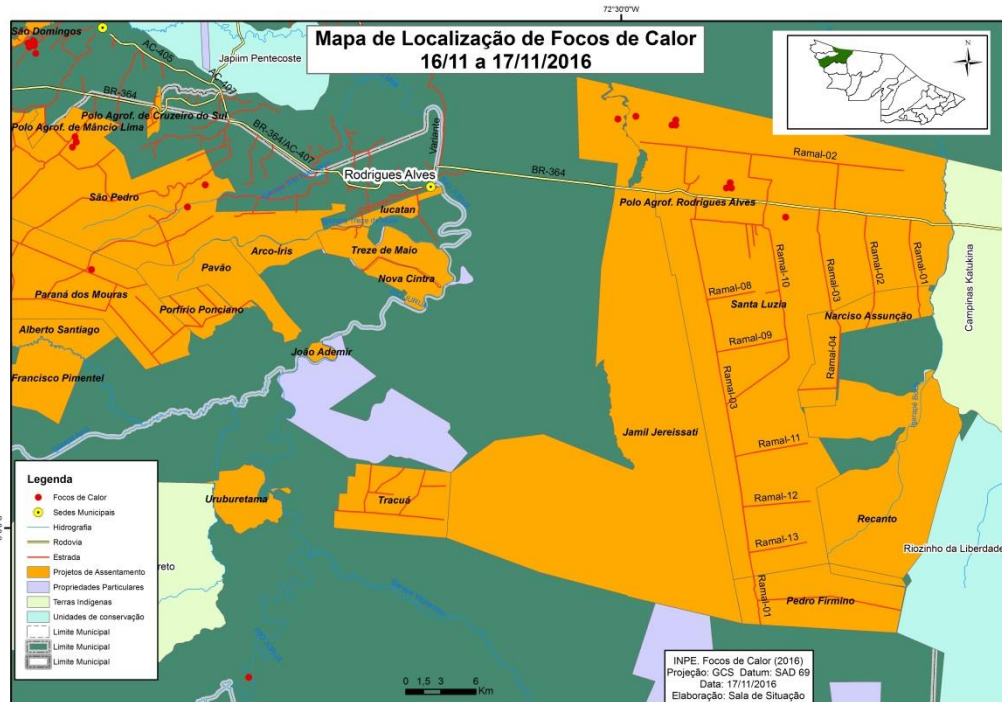 72°30'0"W
Mapa de Localização de Focos de Calor
16/11 a 17/11/2016
N
São Domingos
AC-405
Japiim Pentecoste
AC-407
BR-364
Polo Agrof. de Cruzeiro do Sul
Polo Agrof. de Mâncio Lima
BR-364/AC-407
Variante
Rodrigues Alves
BR-364
Ramal-02
São Pedro
Iucatan
Polo Agrof. Rodrigues Alves
Arco-Íris
Treze de Maio
Pavão
Nova Cintra
Ramal-10
Ramal-03
Ramal-02
Ramal-01
Campinas Katukina
Paraná dos Mouras
Porfírio Ponciano
Ramal-08
Santa Luzia
Narciso Assunção
Alberto Santiago
Ramal-09
Ramal-04
João Ademir
Francisco Pimentel
Ramal-03
Jamil Jereissati
Ramal-11
Uruburetama
Tracuá
Ramal-12
Recanto
Ramal-13
Riozinho da Liberdade
reto
Ramal-01
Pedro Firmino
Legenda
Focos de Calor
Sedes Municipais
Hidrografia
Rodovia
Estrada
Projetos de Assentamento
Propriedades Particulares
Terras Indígenas
Unidades de conservação
Limite Municipal
Limite Municipal
Limite Municipal
0 1,5 3 6
Km
INPE. Focos de Calor (2016)
Projeção: GCS Datum: SAD 69
Data: 17/11/2016
Elaboração: Sala de Situação